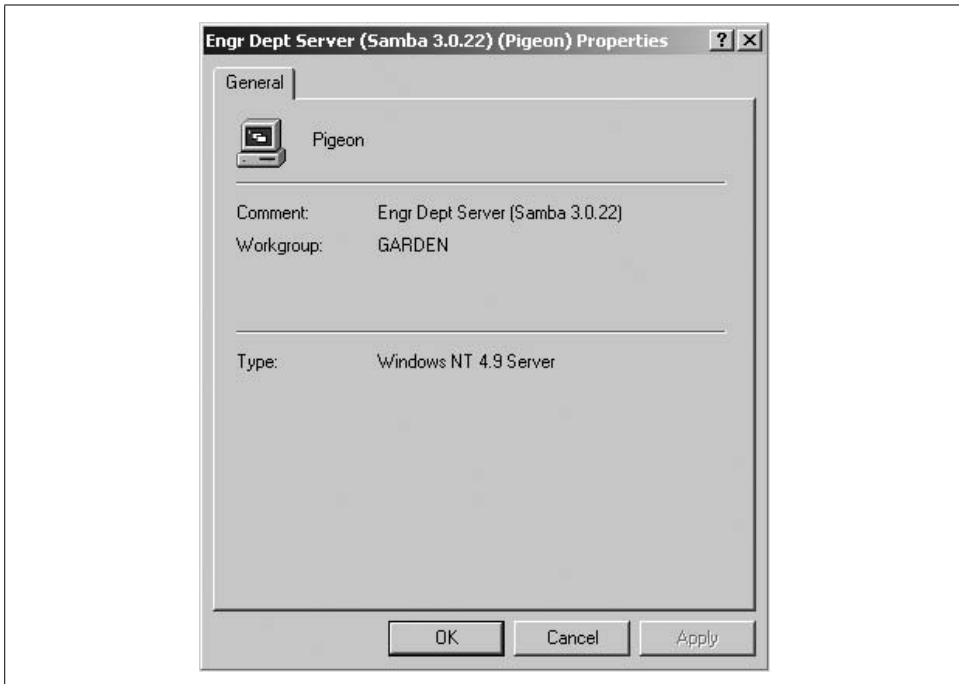 Engr Dept Server (Samba 3.0.22) (Pigeon) Properties
General
Pigeon
Comment: Engr Dept Server (Samba 3.0.22)
Workgroup: GARDEN
Type: Windows NT 4.9 Server
OK Cancel Apply